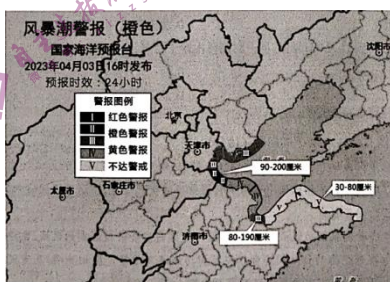 风暴潮警报（橙色）
国家海洋预报台
2023年04月03日16时发布
预报时效：24小时
警报图例
I 红色警报
II 橙色警报
III 黄色警报
IV
V 不达警戒
沈阳市
北京
天津市
90-200厘米
30-80厘米
石家庄市
太原市
济南市
80-190厘米